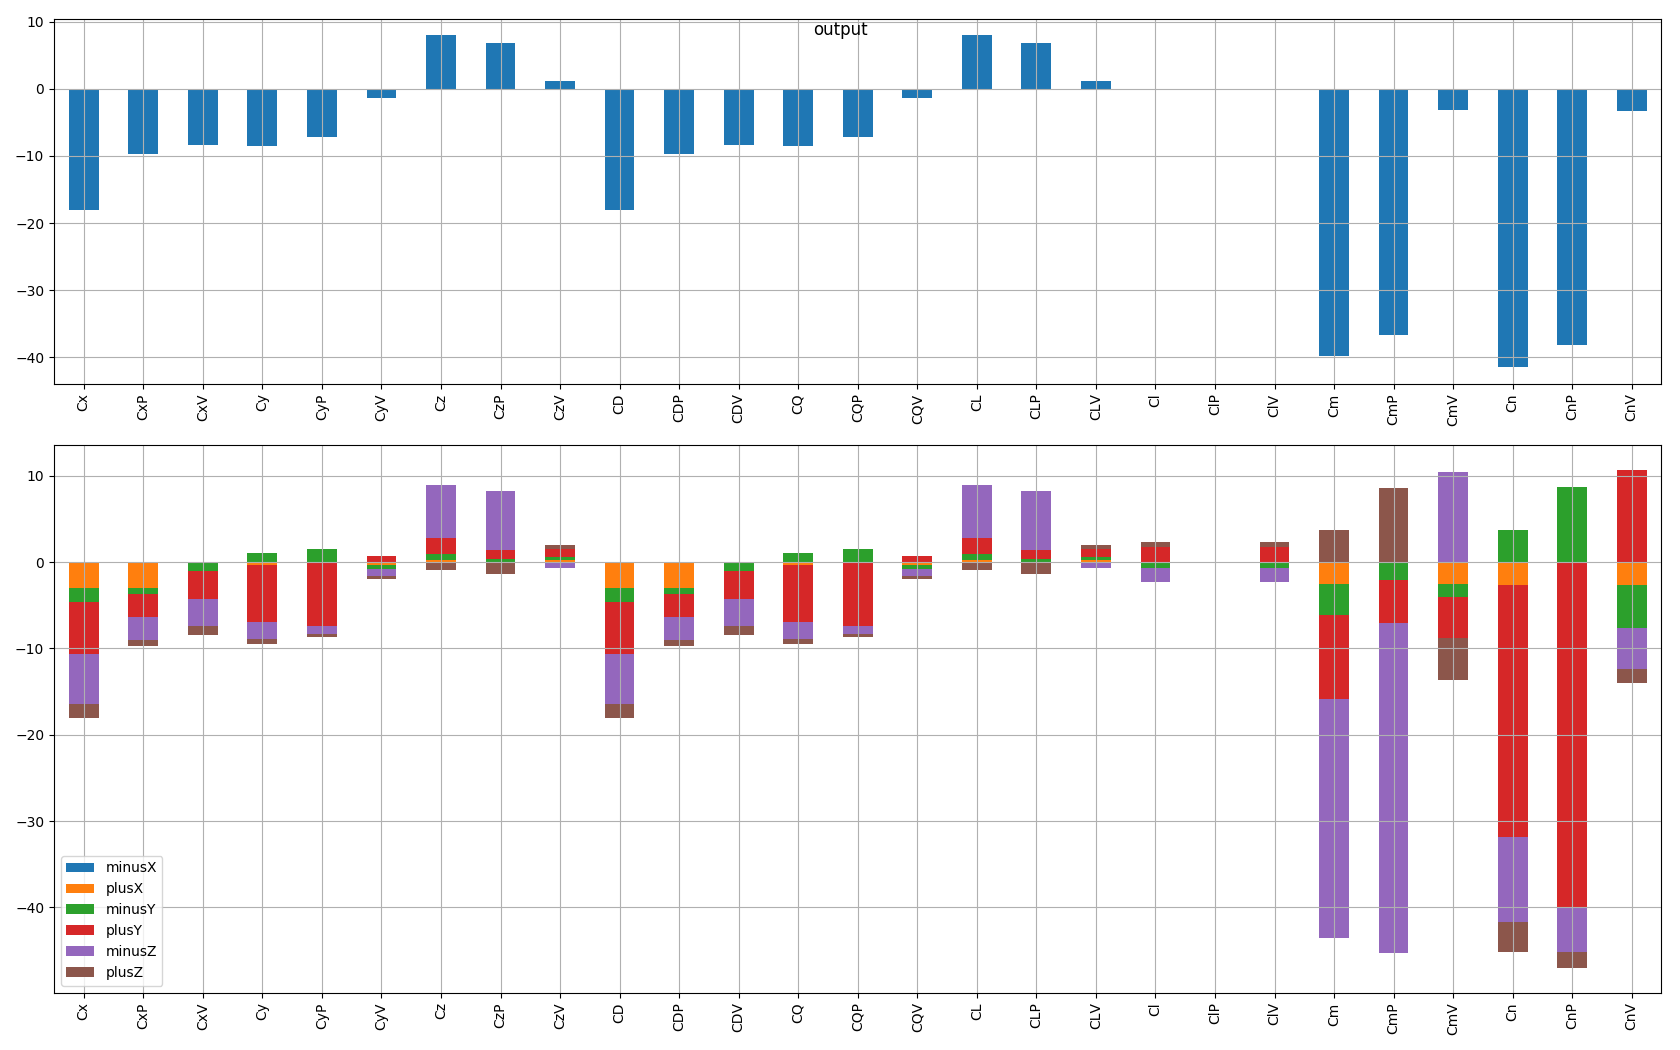 output
10
0
−10
−20
−30
−40
Cx CxP CxV Cy CyP CyV Cz CzP CzV CD CDP CDV CQ CQP CQV CL CLP CLV Cl ClP ClV Cm CmP CmV Cn CnP CnV
10
0
−10
−20
−30
−40
minusX
plusX
minusY
plusY
minusZ
plusZ
Cx CxP CxV Cy CyP CyV Cz CzP CzV CD CDP CDV CQ CQP CQV CL CLP CLV Cl ClP ClV Cm CmP CmV Cn CnP CnV